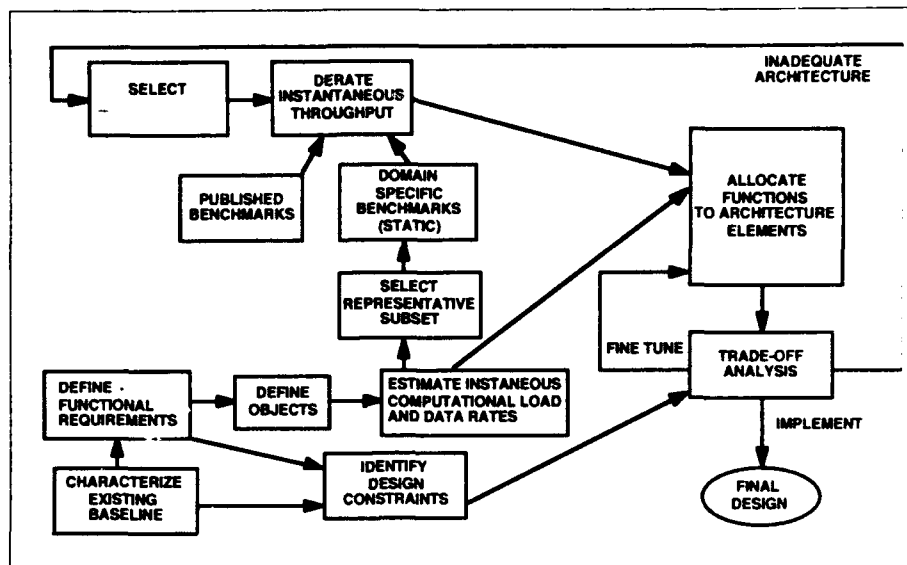 INADEQUATE
ARCHITECTURE
SELECT
DERATE
INSTANTANEOUS
THROUGHPUT
PUBLISHED
BENCHMARKS
DOMAIN
SPECIFIC
BENCHMARKS
(STATIC)
ALLOCATE
FUNCTIONS
TO ARCHITECTURE
ELEMENTS
SELECT
REPRESENTATIVE
SUBSET
FINE TUNE
TRADE-OFF
ANALYSIS
DEFINE
FUNCTIONAL
REQUIREMENTS
DEFINE
OBJECTS
ESTIMATE INSTANEOUS
COMPUTATIONAL LOAD
AND DATA RATES
IMPLEMENT
CHARACTERIZE
EXISTING
BASELINE
IDENTIFY
DESIGN
CONSTRAINTS
FINAL
DESIGN